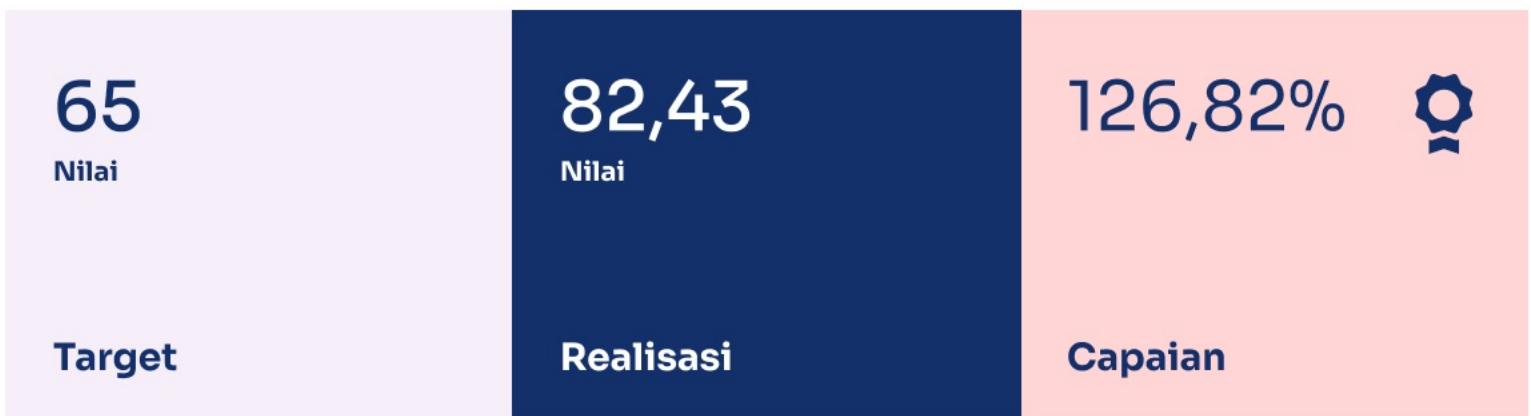 65
Nilai
Target
82,43
Nilai
Realisasi
126,82%
Capaian